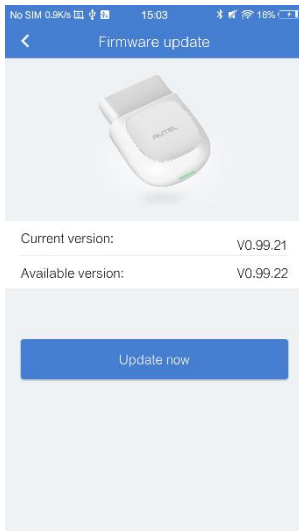 No SIM 0.9K/s 15:03 16%
Firmware update
AUTEL
Current version: V0.99.21
Available version: V0.99.22
Update now